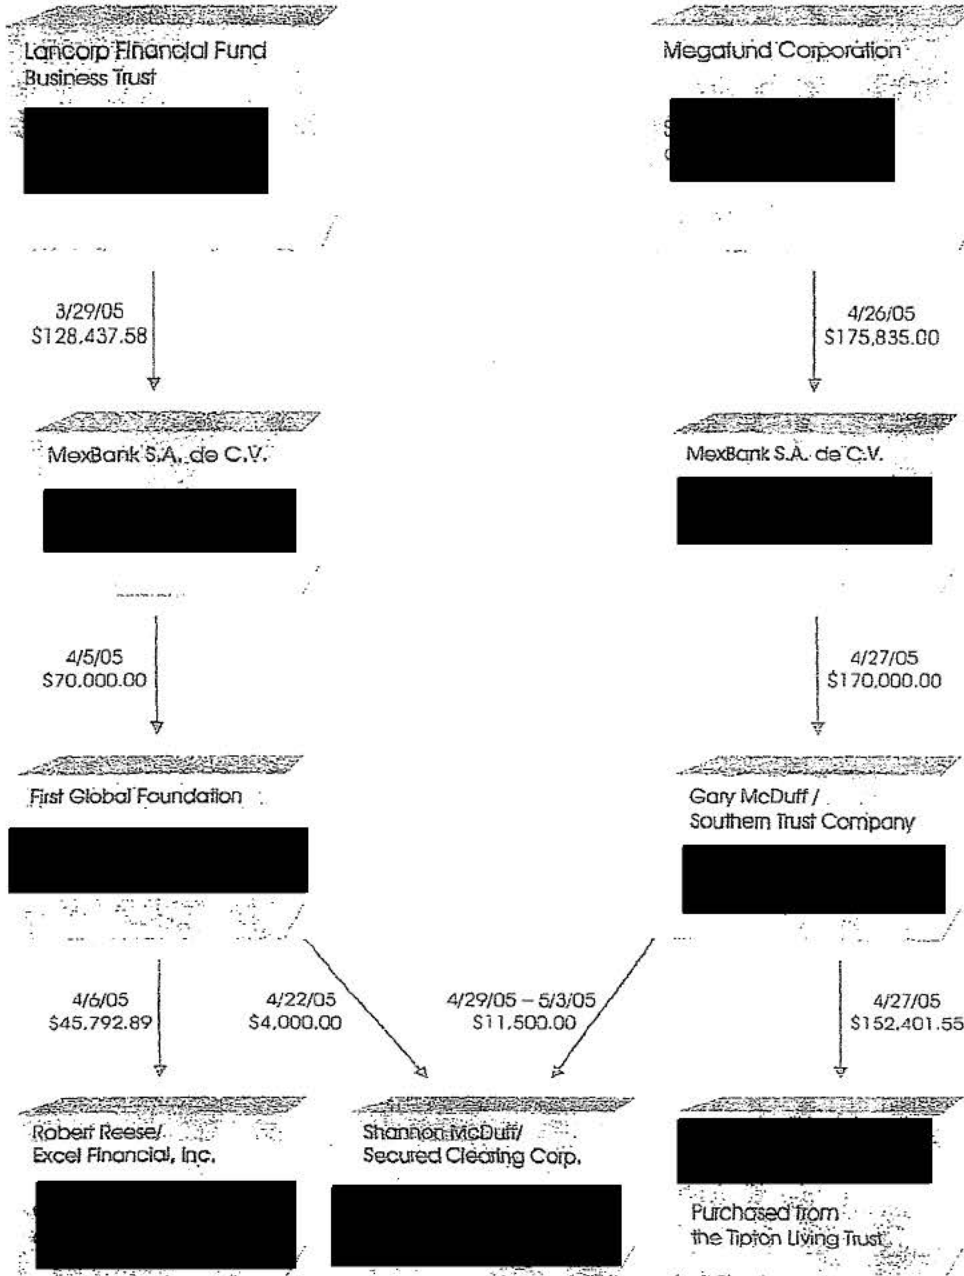 Lancorp Financial Fund
Business Trust
Megafund Corporation
3/29/05
$128,437.58
4/26/05
$175,835.00
MexBank S.A. de C.V.
MexBank S.A. de C.V.
4/5/05
$70,000.00
4/27/05
$170,000.00
First Global Foundation
Gary McDuff /
Southern Trust Company
4/6/05
$45,792.89
4/22/05
$4,000.00
4/29/05 – 5/3/05
$11,500.00
4/27/05
$152,401.55
Robert Reese/
Excel Financial, Inc.
Shannon McDuff/
Secured Clearing Corp.
Purchased from
the Tipton Living Trust